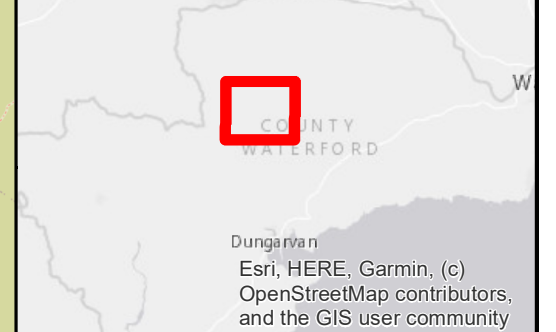 W
COUNTY
WATERFORD
Dungarvan
Esri, HERE, Garmin, (c)
OpenStreetMap contributors,
and the GIS user community